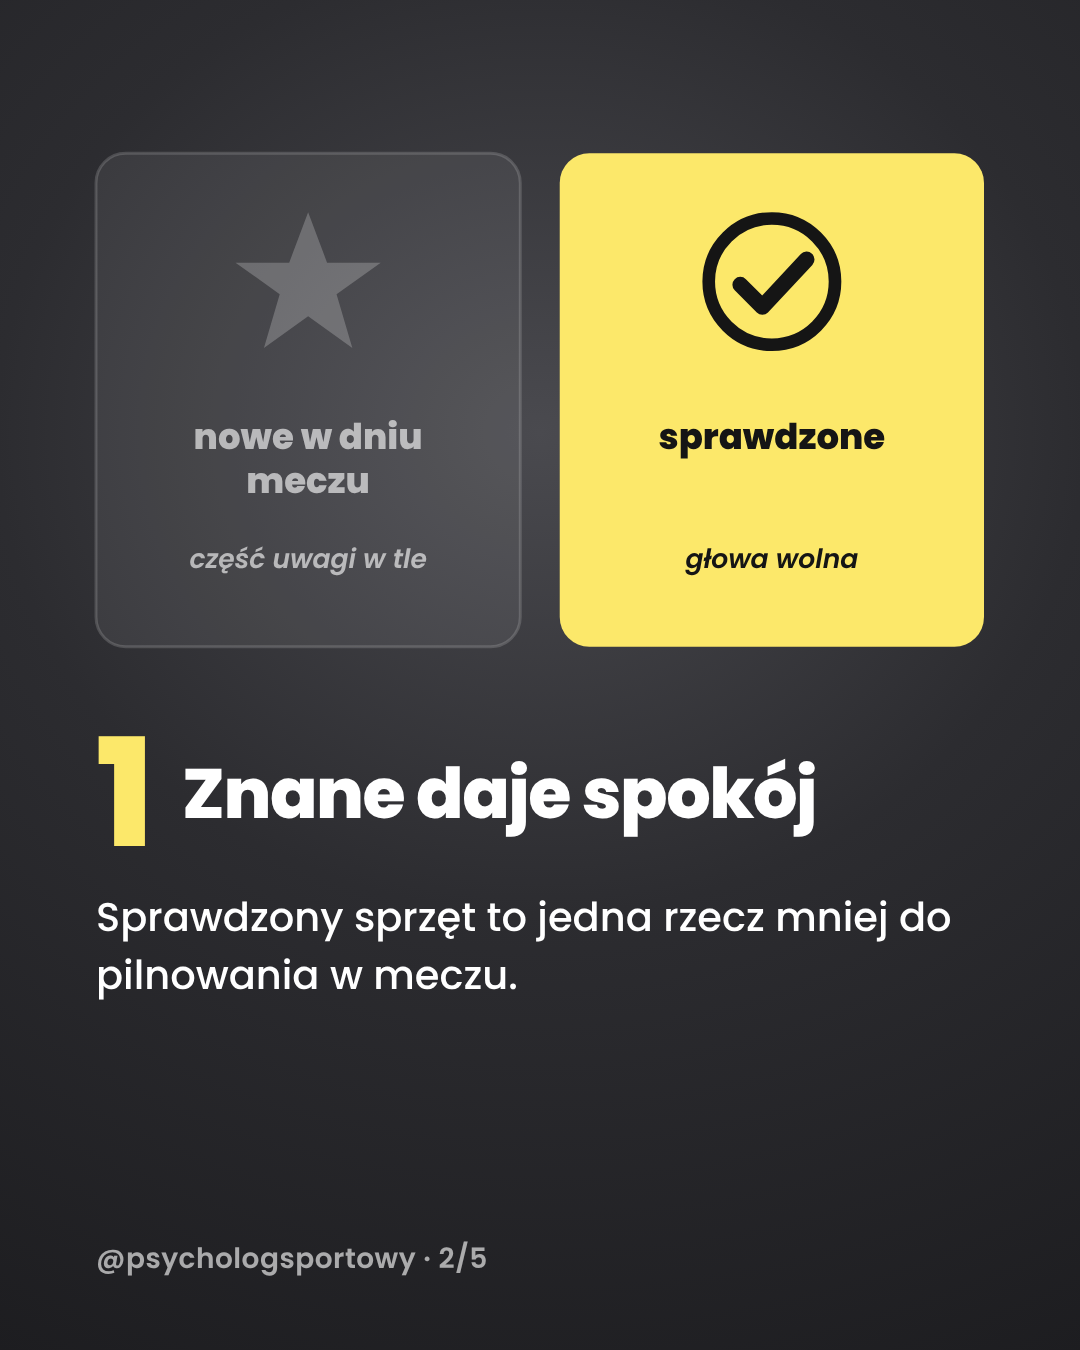 nowe w dniu
meczu
część uwagi w tle
sprawdzone
głowa wolna
1 Znane daje spokój
Sprawdzony sprzęt to jedna rzecz mniej do
pilnowania w meczu.
@psychologsportowy · 2/5